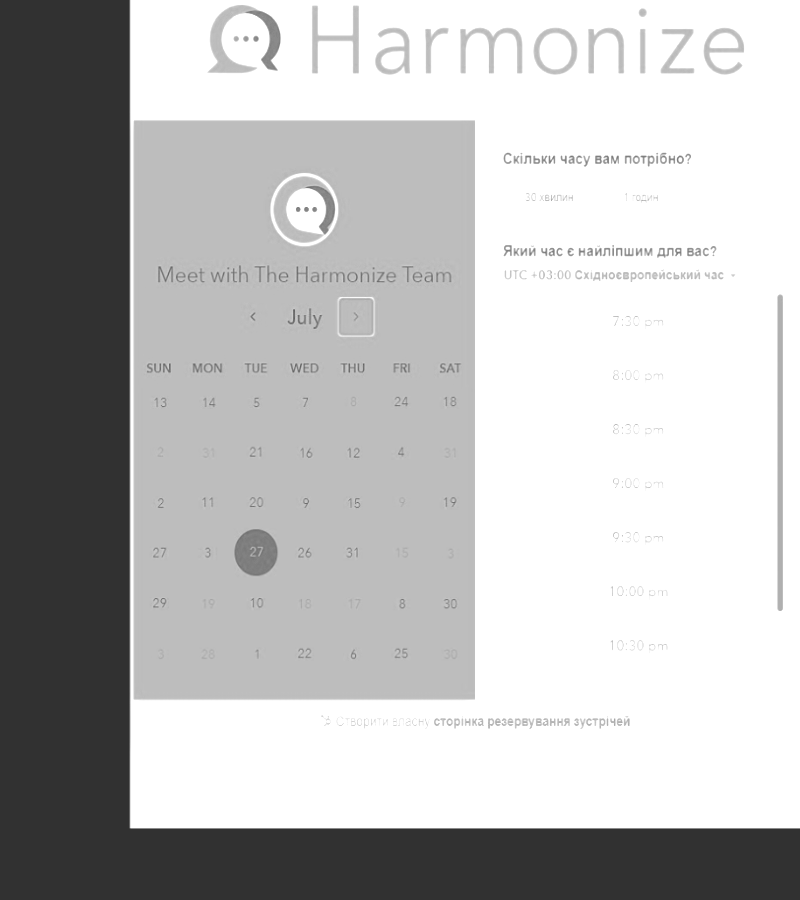 Harmonize
Meet with The Harmonize Team
July
SUN MON TUE WED THU FRI SAT
13 14 5 7 8 24 18
2 31 21 16 12 4 31
2 11 20 9 15 9 19
27 3 27 26 31 15 3
29 19 10 18 17 8 30
3 28 1 22 6 25 30
Скільки часу вам потрібно?
30 хвилин 1 годин
Який час є найліпшим для вас?
UTC +03:00 Східноєвропейський час
7:30 pm
8:00 pm
8:30 pm
9:00 pm
9:30 pm
10:00 pm
10:30 pm
Створити власну сторінка резервування зустрічей